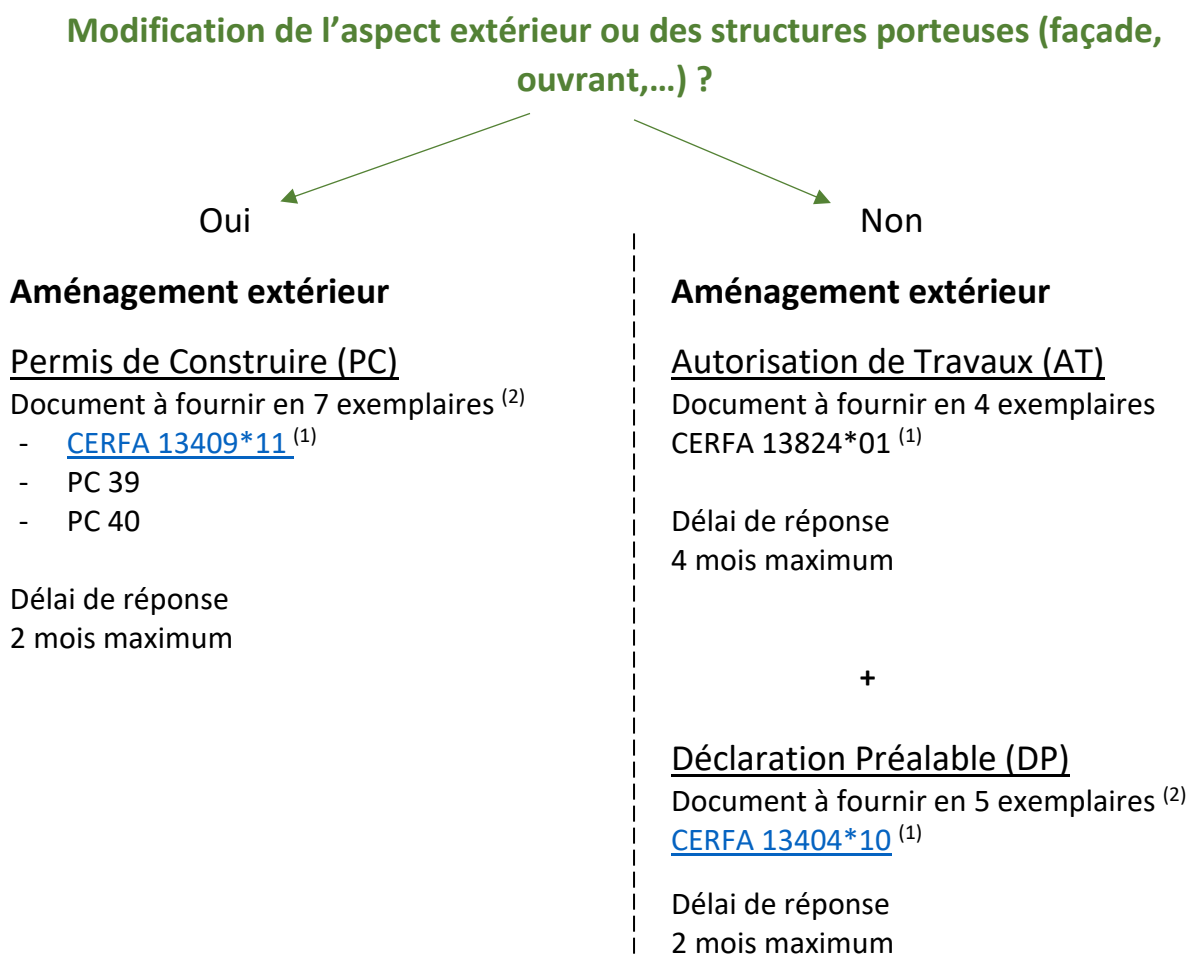 Modification de l’aspect extérieur ou des structures porteuses (façade,
ouvrant,…) ?
Oui
Aménagement extérieur
Permis de Construire (PC)
Document à fournir en 7 exemplaires (2)
- CERFA 13409*11 (1)
- PC 39
- PC 40
Délai de réponse
2 mois maximum
Non
Aménagement extérieur
Autorisation de Travaux (AT)
Document à fournir en 4 exemplaires
CERFA 13824*01 (1)
Délai de réponse
4 mois maximum
+
Déclaration Préalable (DP)
Document à fournir en 5 exemplaires (2)
CERFA 13404*10 (1)
Délai de réponse
2 mois maximum